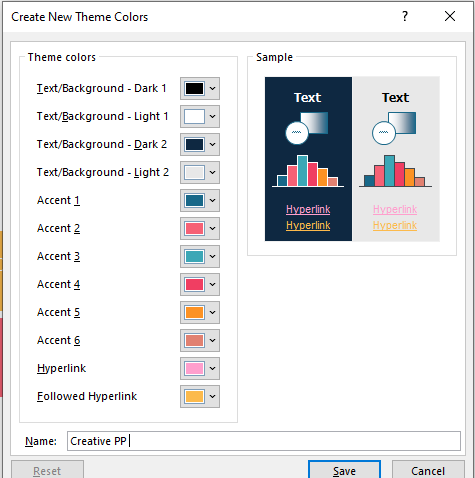 Create New Theme Colors
?
Theme colors
Sample
Text/Background - Dark 1
Text/Background - Light 1
Text/Background - Dark 2
Text/Background - Light 2
Accent 1
Accent 2
Accent 3
Accent 4
Accent 5
Accent 6
Hyperlink
Followed Hyperlink
Text Text
Hyperlink Hyperlink
Hyperlink Hyperlink
Name: Creative PP
Reset Save Cancel